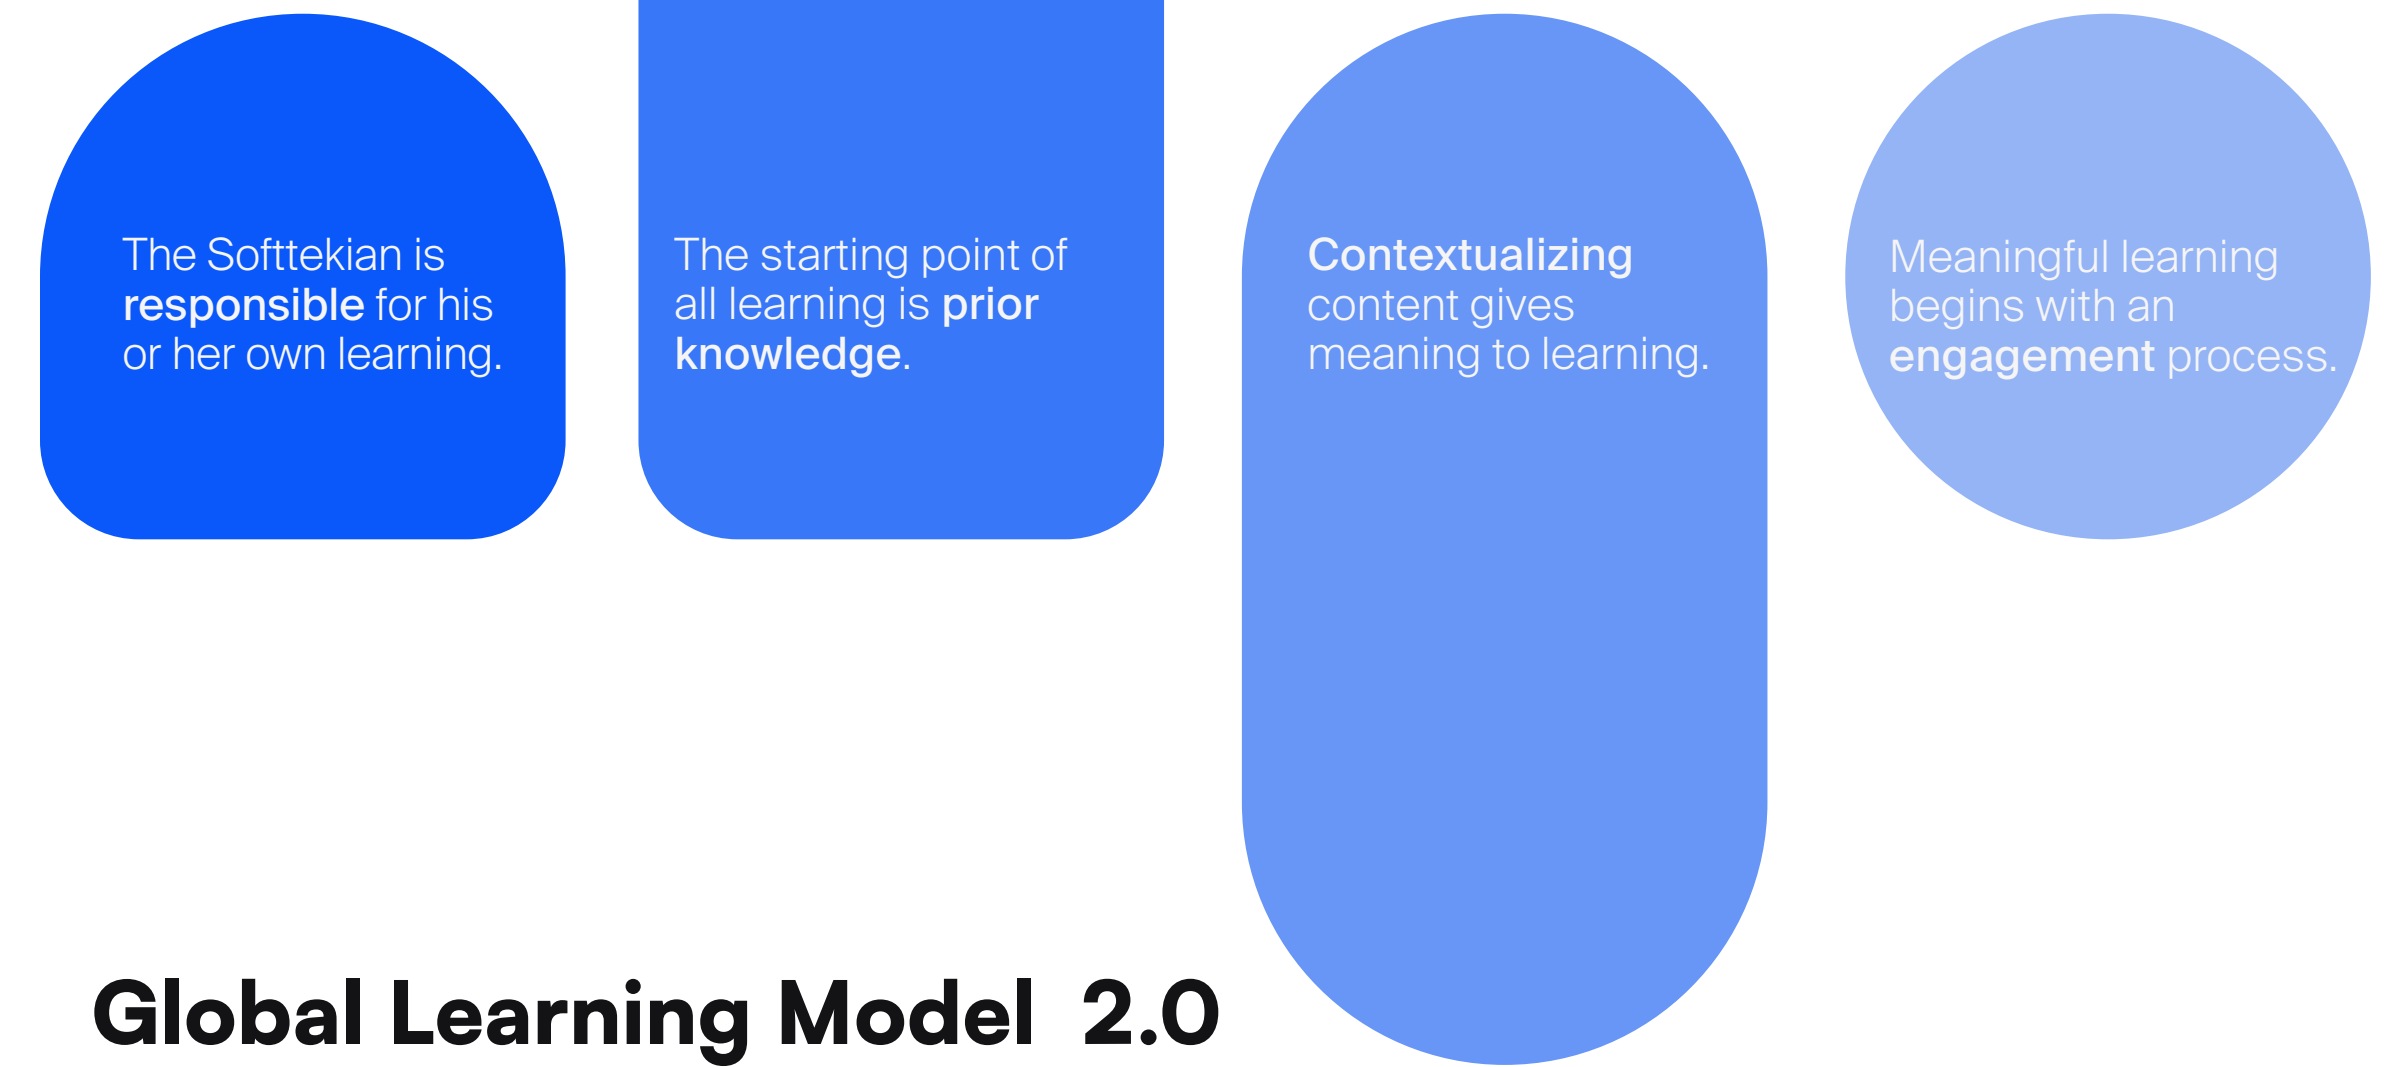 The Softtekian is
responsible for his
or her own learning.
The starting point of
all learning is prior
knowledge.
Contextualizing
content gives
meaning to learning.
Meaningful learning
begins with an
engagement process.
Global Learning Model 2.0